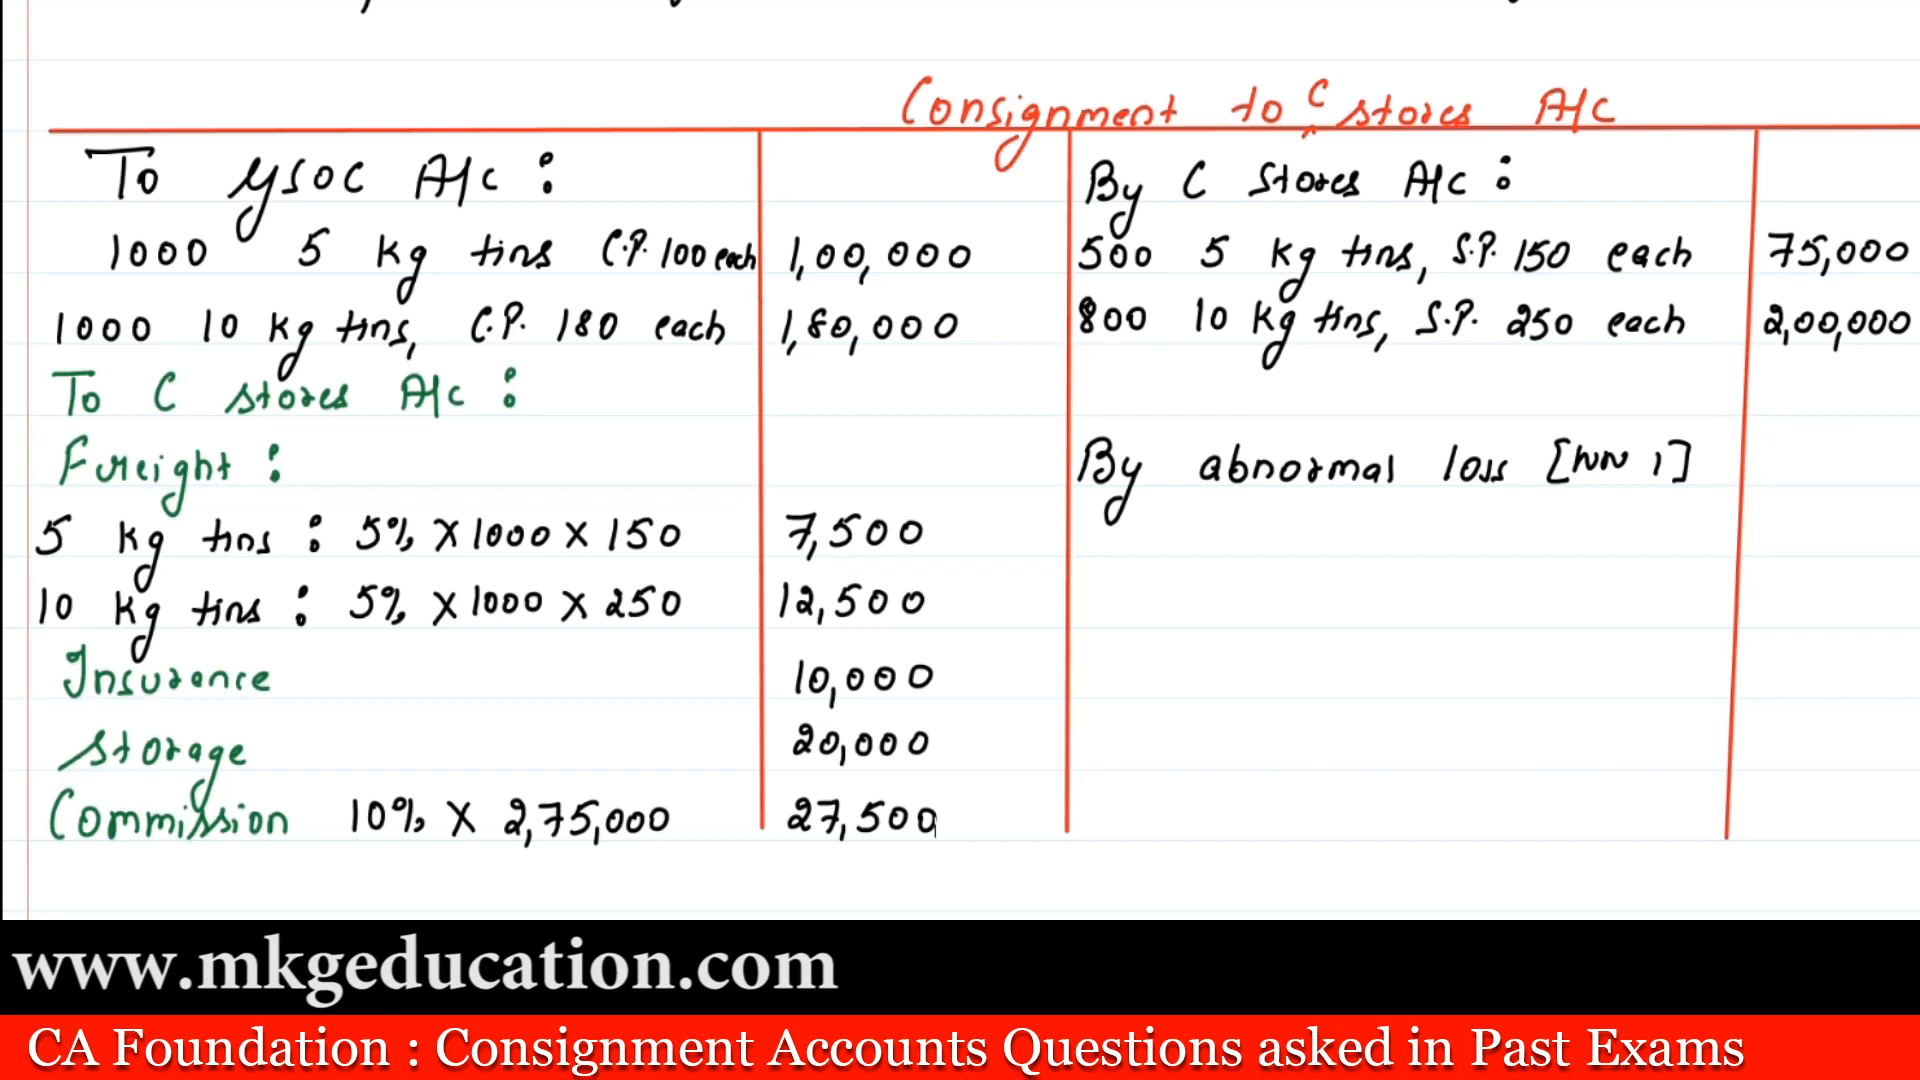 Consignment to C stores A/c
To GSOC A/c :
1000 5 kg tins C.P. 100 each 1,00,000
1000 10 kg tins, C.P. 180 each 1,80,000
To C stores A/c :
Freight :
5 kg tins : 5% X 1000 X 150 7,500
10 kg tins : 5% X 1000 X 250 12,500
Insurance 10,000
Storage 20,000
Commission 10% X 2,75,000 27,500
By C Stores A/c :
500 5 kg tins, S.P. 150 each 75,000
800 10 kg tins, S.P. 250 each 2,00,000
By abnormal loss [WN 1]
www.mkgeducation.com
CA Foundation : Consignment Accounts Questions asked in Past Exams